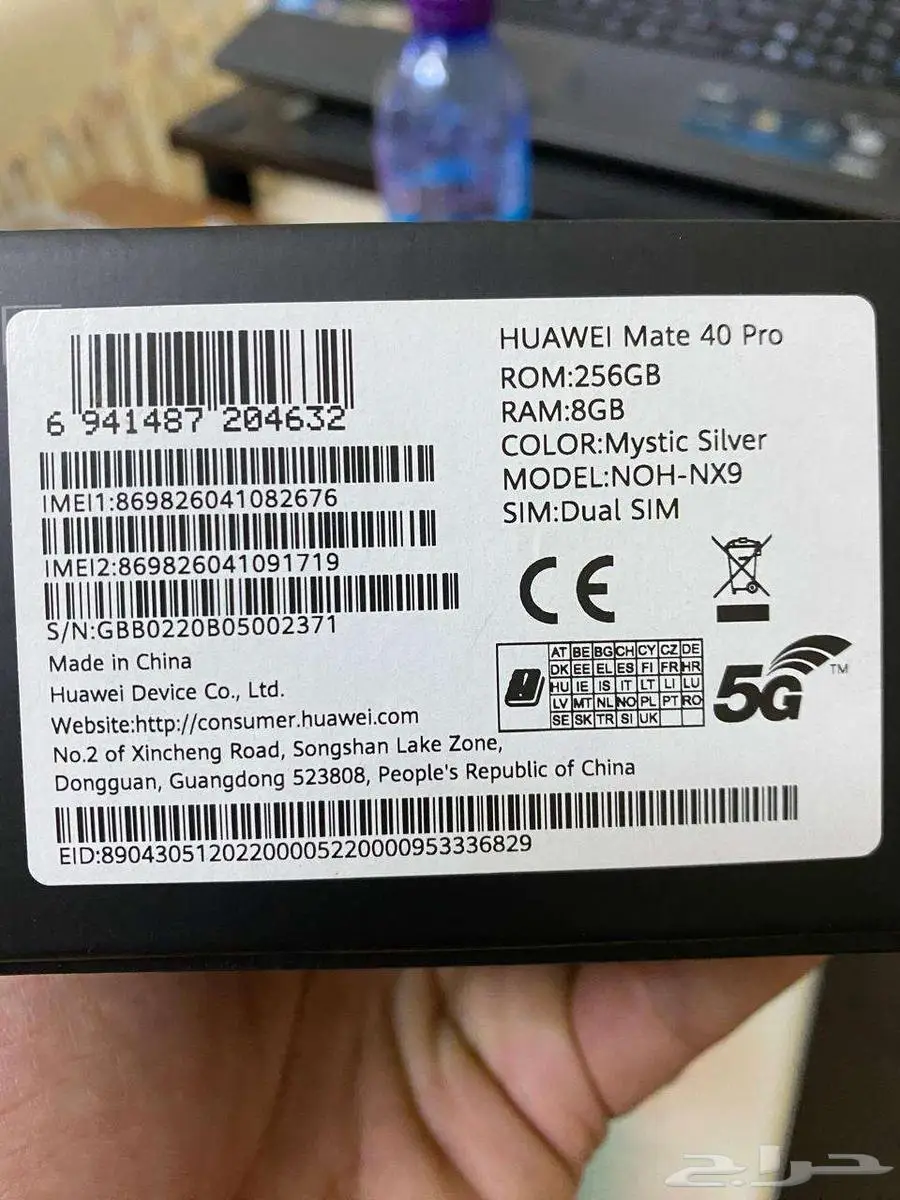 6 941487 204632
IMEI1:869826041082676
IMEI2:869826041091719
S/N:GBB0220B05002371
Made in China
Huawei Device Co., Ltd.
Website:http://consumer.huawei.com
No.2 of Xincheng Road, Songshan Lake Zone,
Dongguan, Guangdong 523808, People's Republic of China
EID:89043051202200005220000953336829
HUAWEI Mate 40 Pro
ROM:256GB
RAM:8GB
COLOR:Mystic Silver
MODEL:NOH-NX9
SIM:Dual SIM
CE
AT BE BG CH CY CZ DE
DK EE EL ES FI FR HR
HU IE IS IT LT LI LU
LV MT NL NO PL PT RO
SE SK TR SI UK
5G TM
حراج